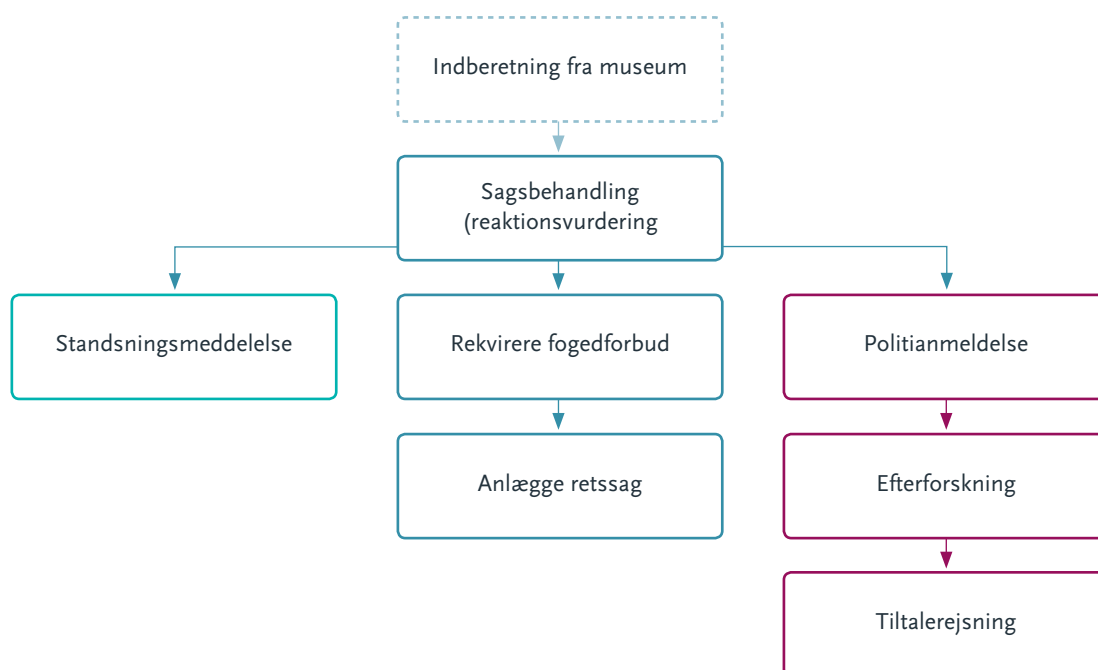 Indberetning fra museum
Sagsbehandling
(reaktionsvurdering
Standsningsmeddelelse
Rekvirere fogedforbud
Politianmeldelse
Anlægge retssag
Efterforskning
Tiltalerejsning